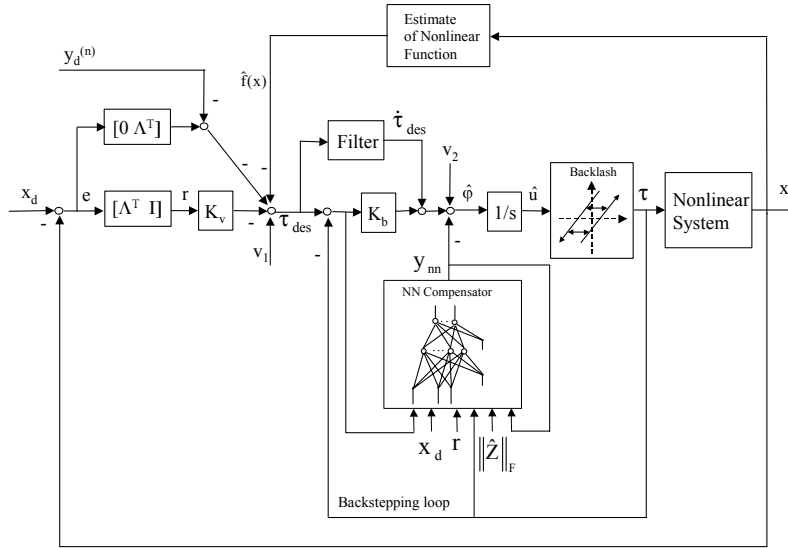 Estimate
of Nonlinear
Function
y_d^(n)
f̂(x)
-
[0 Λ^T]
-
-
-
Filter
τ̇_des
v_2
Backlash
x_d
e
[Λ^T I]
r
K_v
-
-
τ_des
K_b
φ̂
1/s
û
τ
Nonlinear
System
x
v_1
-
-
y_nn
NN Compensator
x_d
r
‖Ẑ‖_F
Backstepping loop